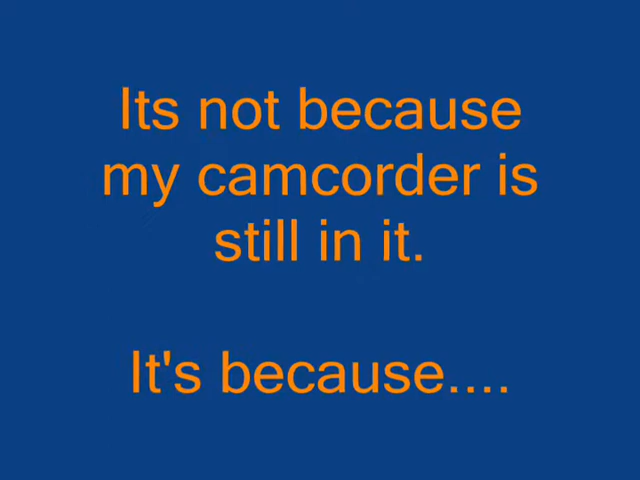 Its not because
my camcorder is
still in it.
It's because....